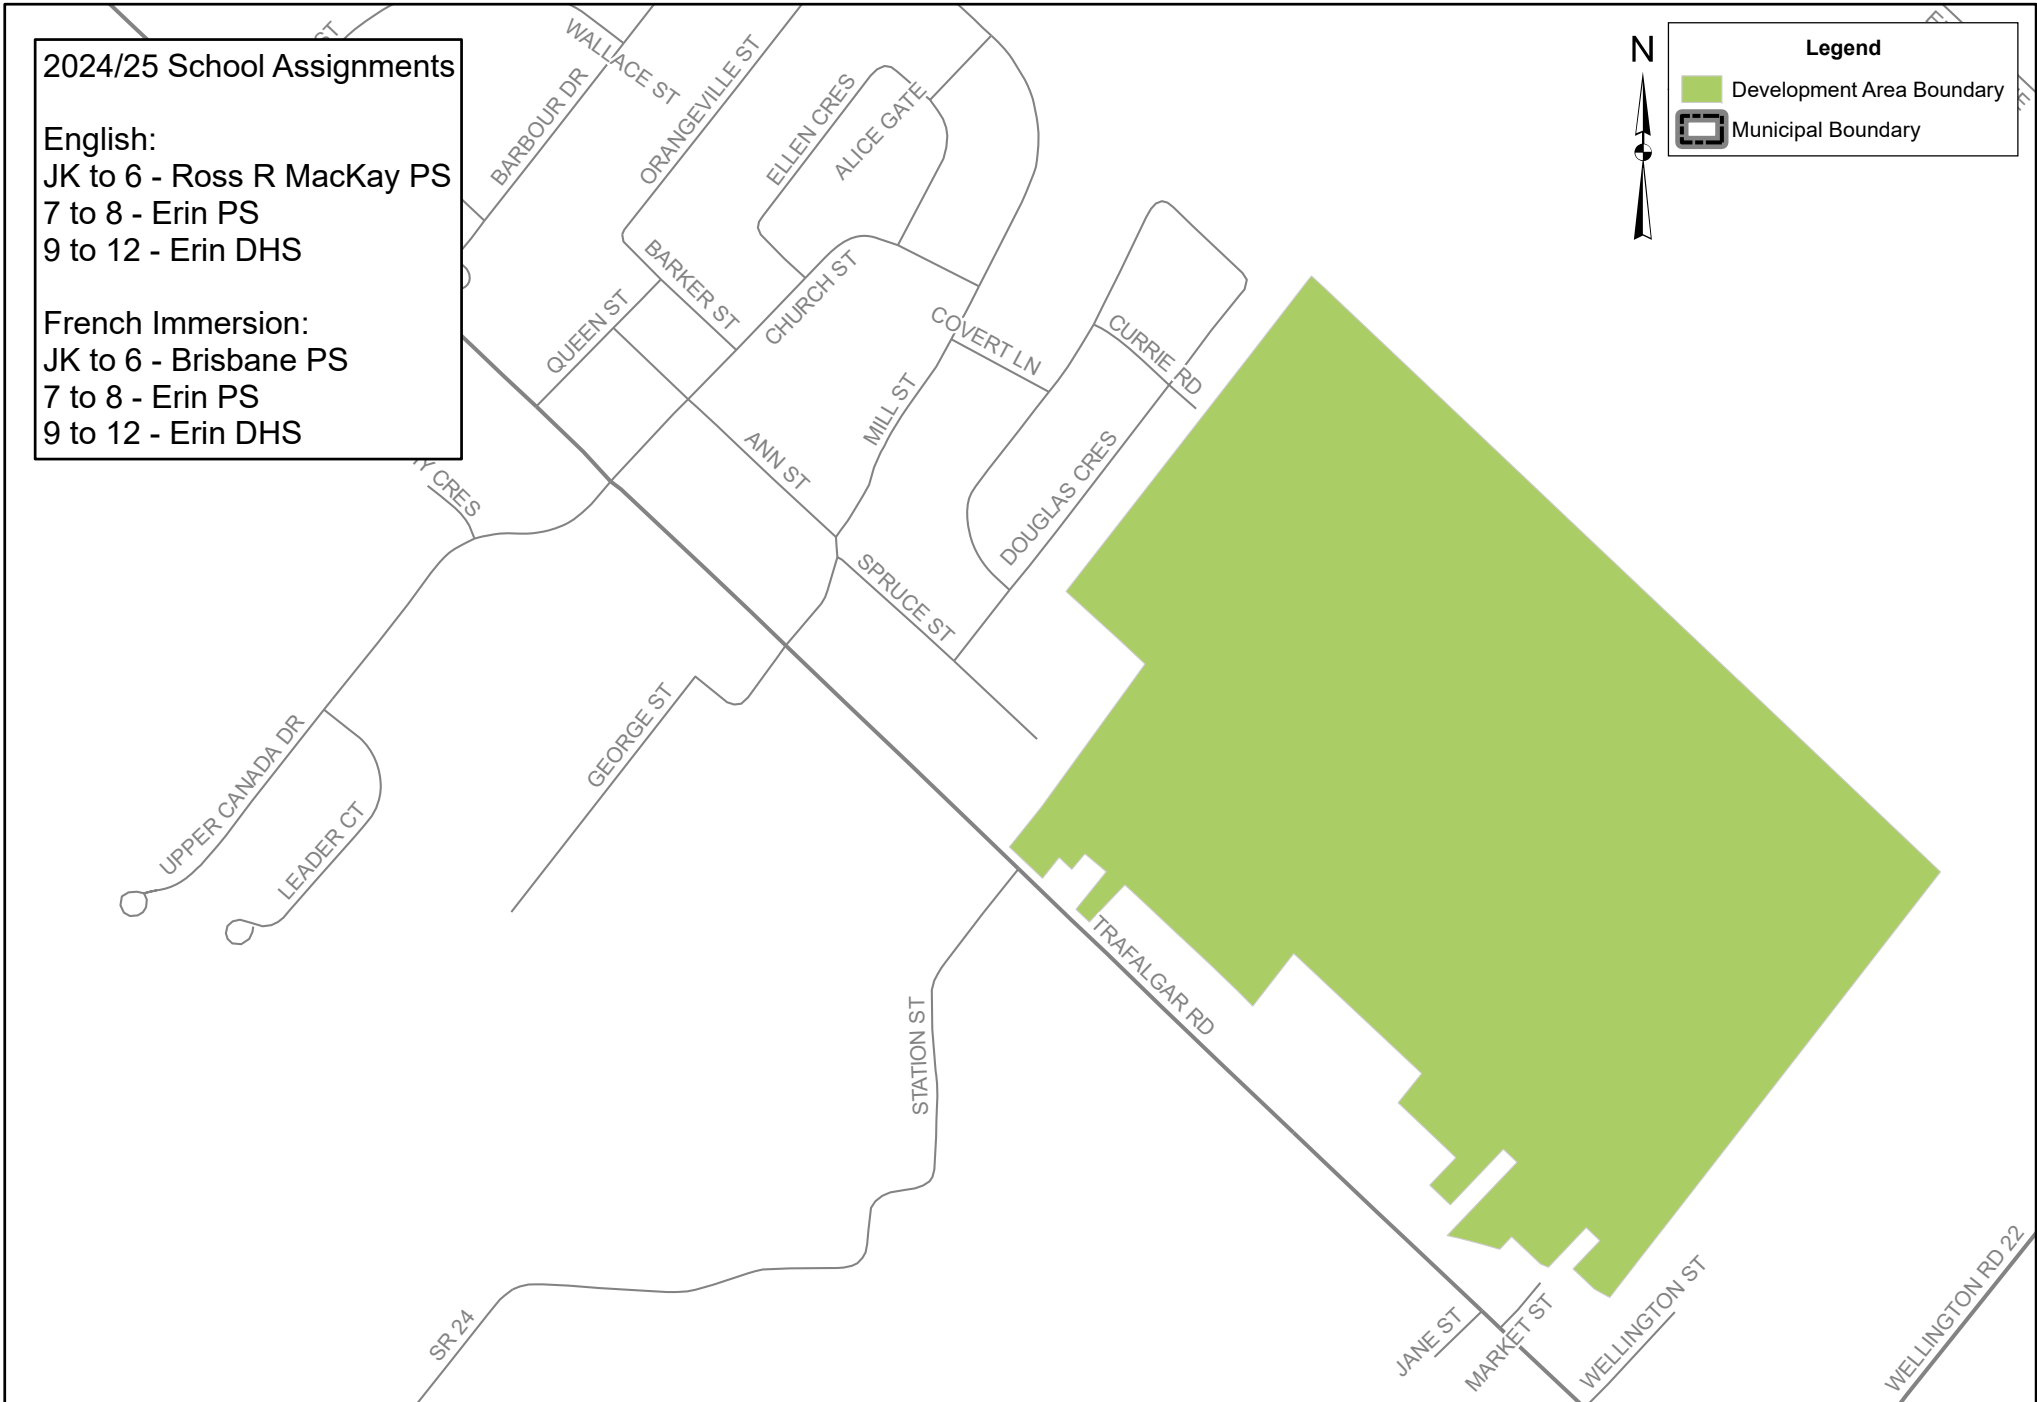 2024/25 School Assignments
English:
JK to 6 - Ross R MacKay PS
7 to 8 - Erin PS
9 to 12 - Erin DHS
French Immersion:
JK to 6 - Brisbane PS
7 to 8 - Erin PS
9 to 12 - Erin DHS
N
Legend
Development Area Boundary
Municipal Boundary
ST
WALLACE ST
BARBOUR DR
ORANGEVILLE ST
ELLEN CRES
ALICE GATE
BARKER ST
QUEEN ST
CHURCH ST
COVERT LN
CURRIE RD
MILL ST
ANN ST
DOUGLAS CRES
CRES
SPRUCE ST
GEORGE ST
UPPER CANADA DR
LEADER CT
TRAFALGAR RD
STATION ST
SR 24
JANE ST
MARKET ST
WELLINGTON ST
WELLINGTON RD 22